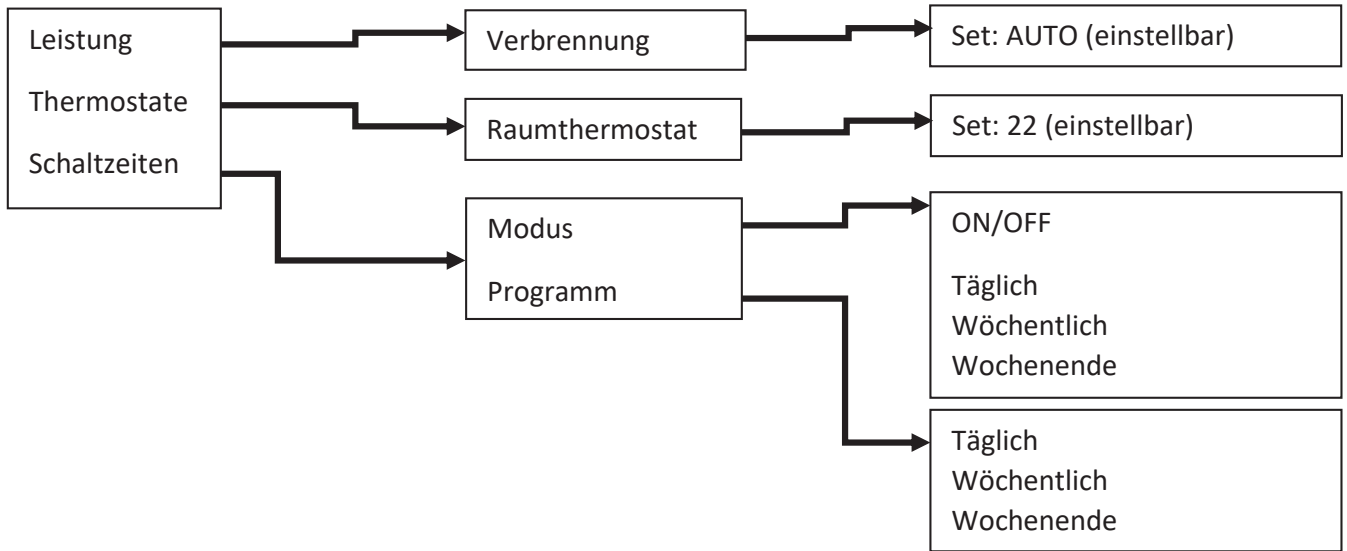 Leistung
Thermostate
Schaltzeiten
Verbrennung
Raumthermostat
Modus
Programm
Set: AUTO (einstellbar)
Set: 22 (einstellbar)
ON/OFF
Täglich
Wöchentlich
Wochenende
Täglich
Wöchentlich
Wochenende